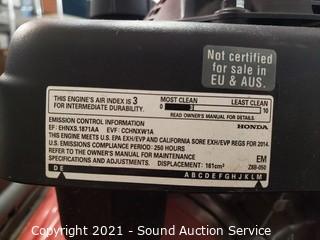 Not certified
for sale in
EU & AUS.
THIS ENGINE'S AIR INDEX IS 3
FOR INTERMEDIATE DURABILITY.
MOST CLEAN LEAST CLEAN
0 3 10
READ OWNER'S MANUAL FOR DETAILS.
EMISSION CONTROL INFORMATION HONDA
EF: EHNXS.1871AA EVF: CCHNXW1A
THIS ENGINE MEETS U.S. EPA EXH/EVP AND CALIFORNIA SORE EXH/EVP REGS FOR 2014.
U.S. EMISSIONS COMPLIANCE PERIOD: 250 HOURS
REFER TO OWNER'S MANUAL FOR MAINTENANCE EM
SPECIFICATIONS AND ADJUSTMENTS. DISPLACEMENT: 161cm³
D E A B C D E F G H J K L M
Copyright 2021 - Sound Auction Service